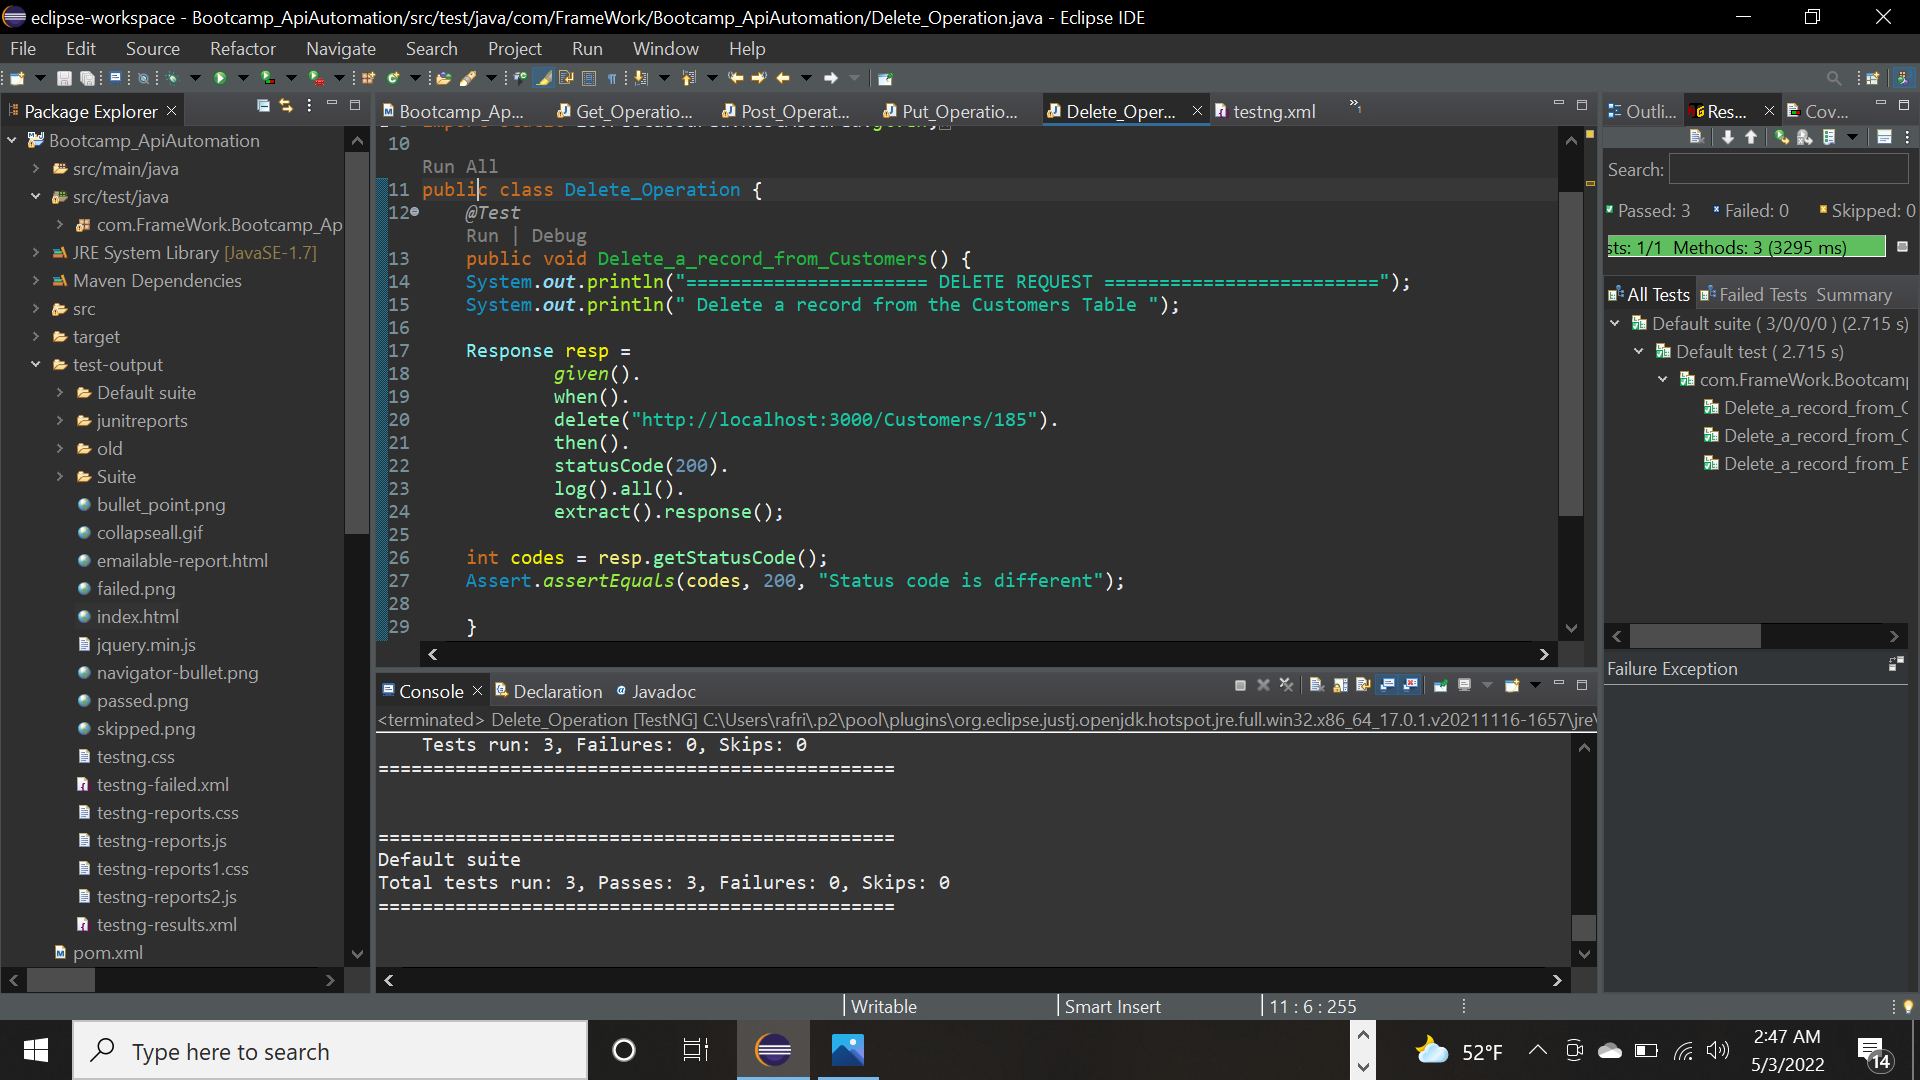 eclipse-workspace - Bootcamp_ApiAutomation/src/test/java/com/FrameWork/Bootcamp_ApiAutomation/Delete_Operation.java - Eclipse IDE
File Edit Source Refactor Navigate Search Project Run Window Help
Package Explorer
Bootcamp_ApiAutomation
src/main/java
src/test/java
com.FrameWork.Bootcamp_Ap
JRE System Library [JavaSE-1.7]
Maven Dependencies
src
target
test-output
Default suite
junitreports
old
Suite
bullet_point.png
collapseall.gif
emailable-report.html
failed.png
index.html
jquery.min.js
navigator-bullet.png
passed.png
skipped.png
testng.css
testng-failed.xml
testng-reports.css
testng-reports.js
testng-reports1.css
testng-reports2.js
testng-results.xml
pom.xml
Bootcamp_Ap... Get_Operatio... Post_Operat... Put_Operatio... Delete_Oper... testng.xml
10
Run All
11 public class Delete_Operation {
12 @Test
Run | Debug
13 public void Delete_a_record_from_Customers() {
14 System.out.println("====================== DELETE REQUEST =========================");
15 System.out.println(" Delete a record from the Customers Table ");
16
17 Response resp =
18 given().
19 when().
20 delete("http://localhost:3000/Customers/185").
21 then().
22 statusCode(200).
23 log().all().
24 extract().response();
25
26 int codes = resp.getStatusCode();
27 Assert.assertEquals(codes, 200, "Status code is different");
28
29 }
Console Declaration Javadoc
<terminated> Delete_Operation [TestNG] C:\Users\rafri\.p2\pool\plugins\org.eclipse.justj.openjdk.hotspot.jre.full.win32.x86_64_17.0.1.v20211116-1657\jre\
Tests run: 3, Failures: 0, Skips: 0
===============================================
===============================================
Default suite
Total tests run: 3, Passes: 3, Failures: 0, Skips: 0
===============================================
Outli... Res... Cov...
Search:
Passed: 3 Failed: 0 Skipped: 0
sts: 1/1 Methods: 3 (3295 ms)
All Tests Failed Tests Summary
Default suite ( 3/0/0/0 ) (2.715 s)
Default test ( 2.715 s)
com.FrameWork.Bootcamp
Delete_a_record_from_C
Delete_a_record_from_C
Delete_a_record_from_E
Failure Exception
Writable Smart Insert 11 : 6 : 255
Type here to search
52°F
2:47 AM
5/3/2022
14